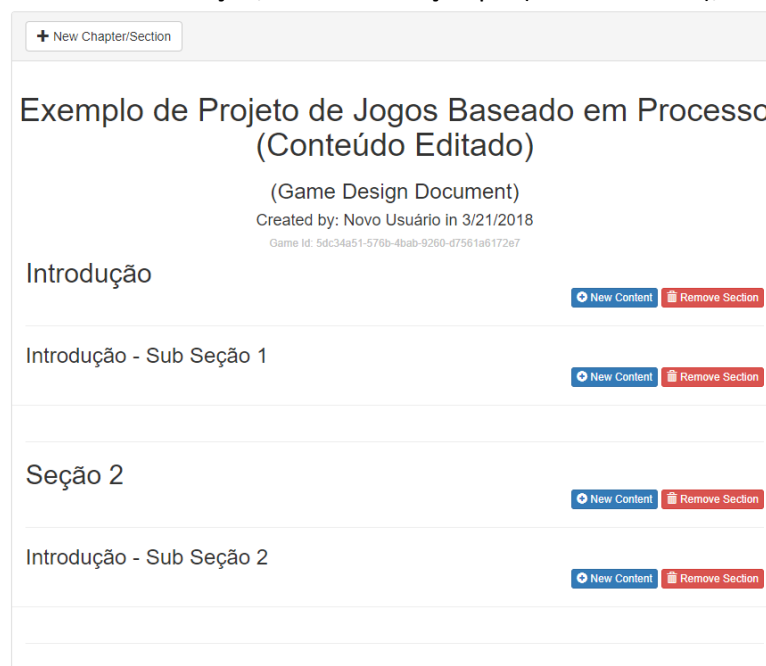 New Chapter/Section
Exemplo de Projeto de Jogos Baseado em Processo
(Conteúdo Editado)
(Game Design Document)
Created by: Novo Usuário in 3/21/2018
Game Id: 5dc34a51-576b-4bab-9260-d7561a6172e7
Introdução
New Content Remove Section
Introdução - Sub Seção 1
New Content Remove Section
Seção 2
New Content Remove Section
Introdução - Sub Seção 2
New Content Remove Section